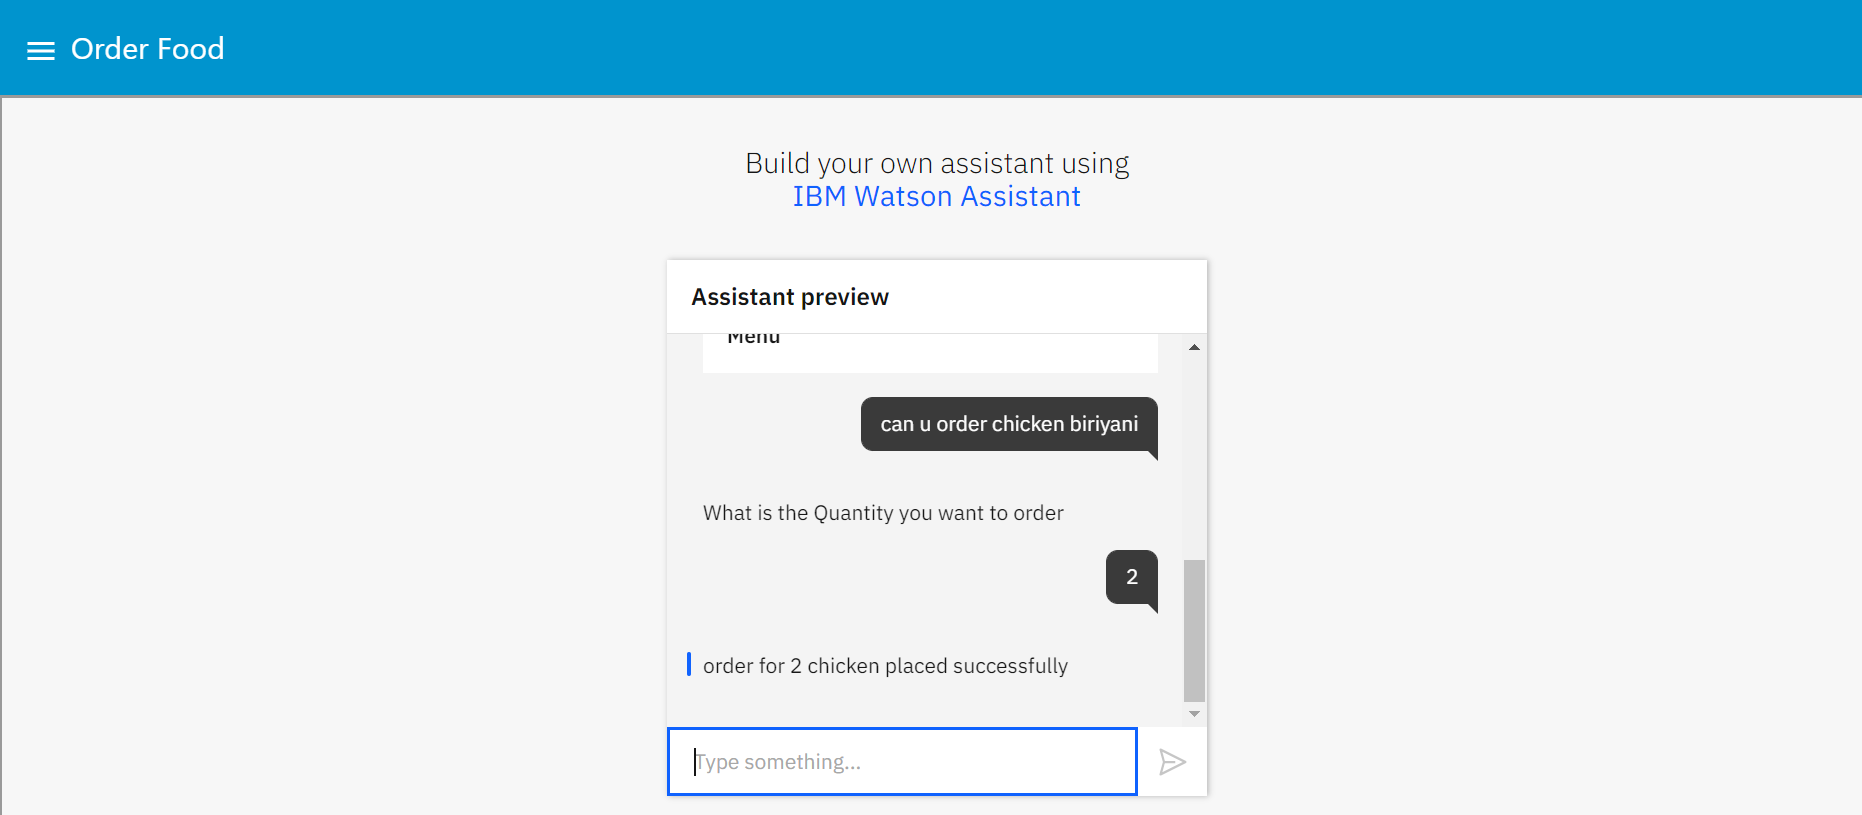 Order Food
Build your own assistant using
IBM Watson Assistant
Assistant preview
Menu
can u order chicken biriyani
What is the Quantity you want to order
2
order for 2 chicken placed successfully
Type something...